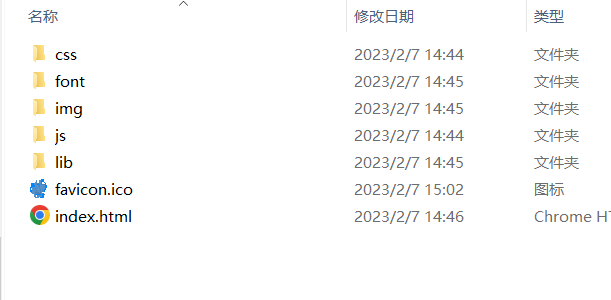 名称 修改日期 类型
css 2023/2/7 14:44 文件夹
font 2023/2/7 14:45 文件夹
img 2023/2/7 14:45 文件夹
js 2023/2/7 14:44 文件夹
lib 2023/2/7 14:45 文件夹
favicon.ico 2023/2/7 15:02 图标
index.html 2023/2/7 14:46 Chrome HT